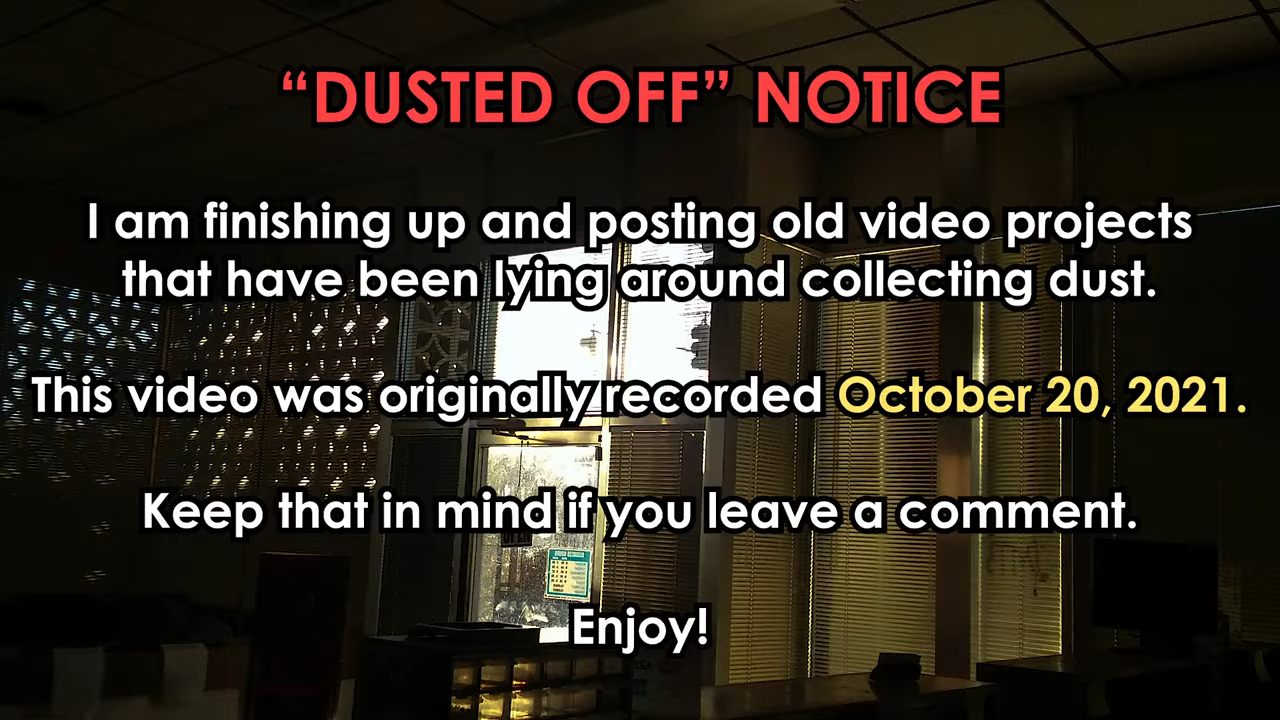 “DUSTED OFF” NOTICE
I am finishing up and posting old video projects
that have been lying around collecting dust.
This video was originally recorded October 20, 2021.
Keep that in mind if you leave a comment.
OPEN
Enjoy!